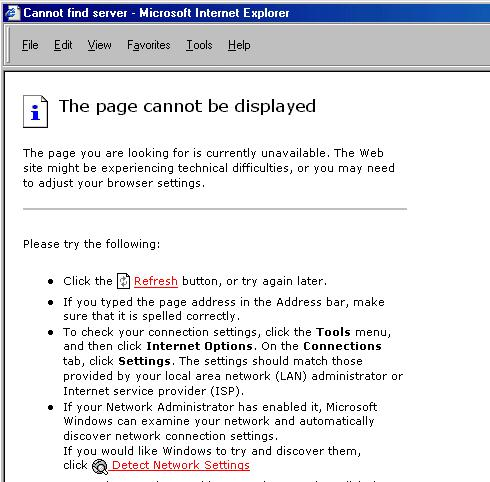 Cannot find server - Microsoft Internet Explorer
File Edit View Favorites Tools Help
The page cannot be displayed
The page you are looking for is currently unavailable. The Web
site might be experiencing technical difficulties, or you may need
to adjust your browser settings.
Please try the following:
Click the Refresh button, or try again later.
If you typed the page address in the Address bar, make
sure that it is spelled correctly.
To check your connection settings, click the Tools menu,
and then click Internet Options. On the Connections
tab, click Settings. The settings should match those
provided by your local area network (LAN) administrator or
Internet service provider (ISP).
If your Network Administrator has enabled it, Microsoft
Windows can examine your network and automatically
discover network connection settings.
If you would like Windows to try and discover them,
click Detect Network Settings